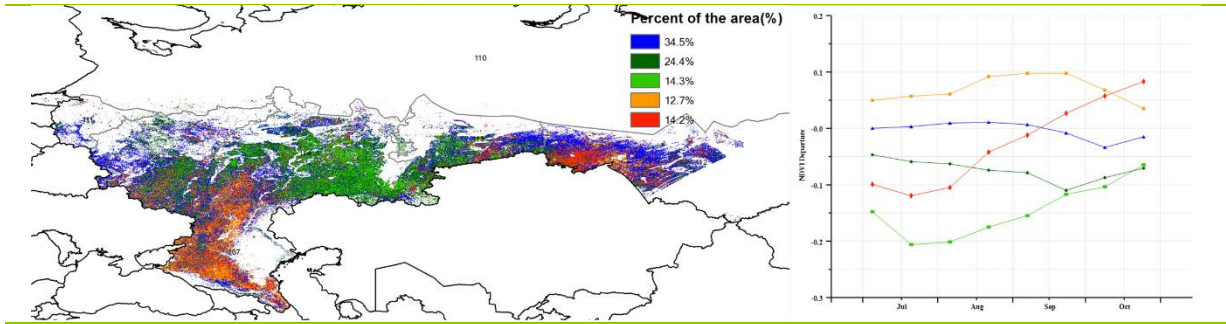 Percent of the area(%)
34.5%
24.4%
14.3%
12.7%
14.2%
110
107
NDVI Departure
0.2
0.1
-0.0
-0.1
-0.2
-0.3
Jul
Aug
Sep
Oct